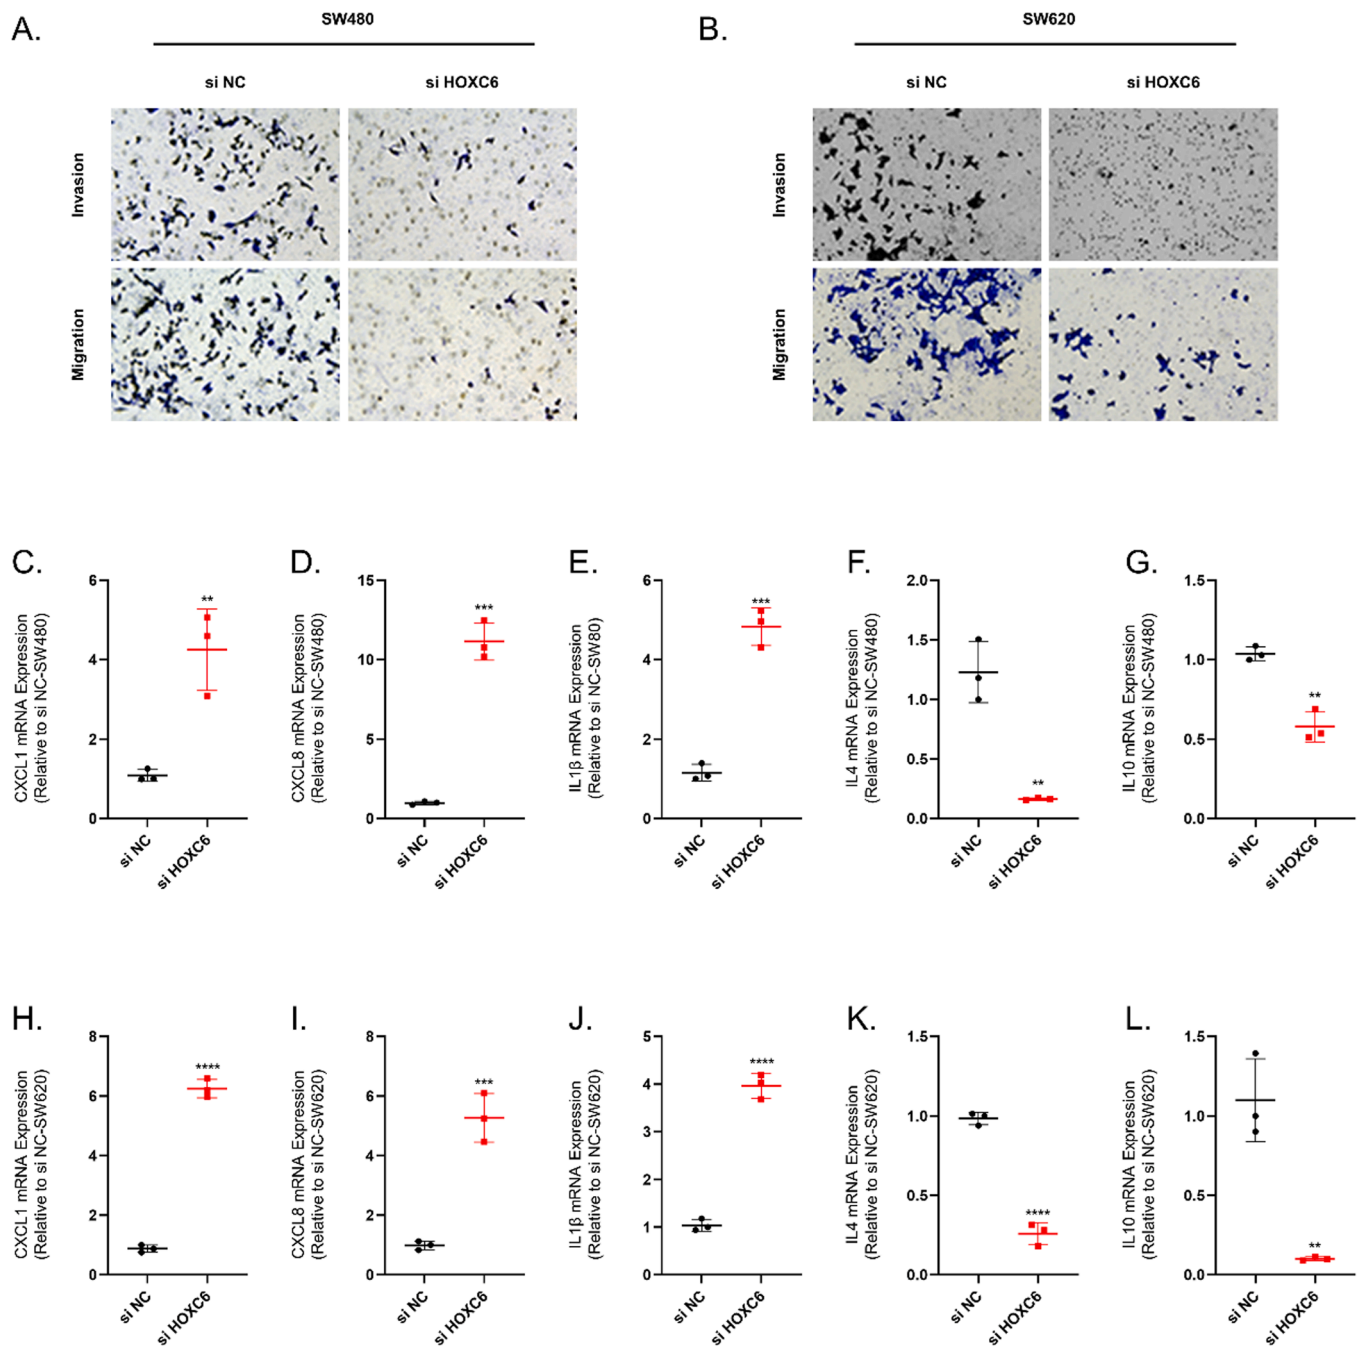 A.
SW480
B.
SW620
si NC
si HOXC6
si NC
si HOXC6
Invasion
Invasion
Migration
Migration
C.
CXCL1 mRNA Expression
(Relative to si NC-SW480)
6
4
2
0
**
si NC
si HOXC6
D.
CXCL8 mRNA Expression
(Relative to si NC-SW480)
15
10
5
0
***
si NC
si HOXC6
E.
IL1β mRNA Expression
(Relative to si NC-SW80)
6
4
2
0
***
si NC
si HOXC6
F.
IL4 mRNA Expression
(Relative to si NC-SW480)
2.0
1.5
1.0
0.5
0.0
**
si NC
si HOXC6
G.
IL10 mRNA Expression
(Relative to si NC-SW480)
1.5
1.0
0.5
0.0
**
si NC
si HOXC6
H.
CXCL1 mRNA Expression
(Relative to si NC-SW620)
8
6
4
2
0
****
si NC
si HOXC6
I.
CXCL8 mRNA Expression
(Relative to si NC-SW620)
8
6
4
2
0
***
si NC
si HOXC6
J.
IL1β mRNA Expression
(Relative to si NC-SW620)
5
4
3
2
1
0
****
si NC
si HOXC6
K.
IL4 mRNA Expression
(Relative to si NC-SW620)
1.5
1.0
0.5
0.0
****
si NC
si HOXC6
L.
IL10 mRNA Expression
(Relative to si NC-SW620)
1.5
1.0
0.5
0.0
**
si NC
si HOXC6